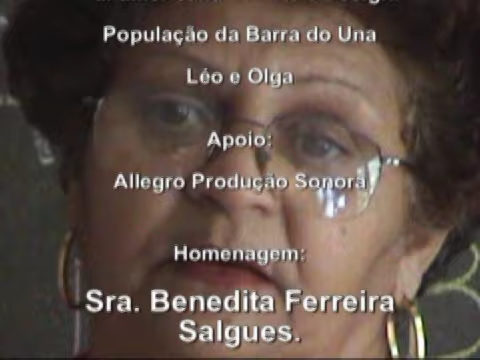 População da Barra do Una
Léo e Olga
Apoio:
Allegro Produção Sonora
Homenagem:
Sra. Benedita Ferreira
Salgues.